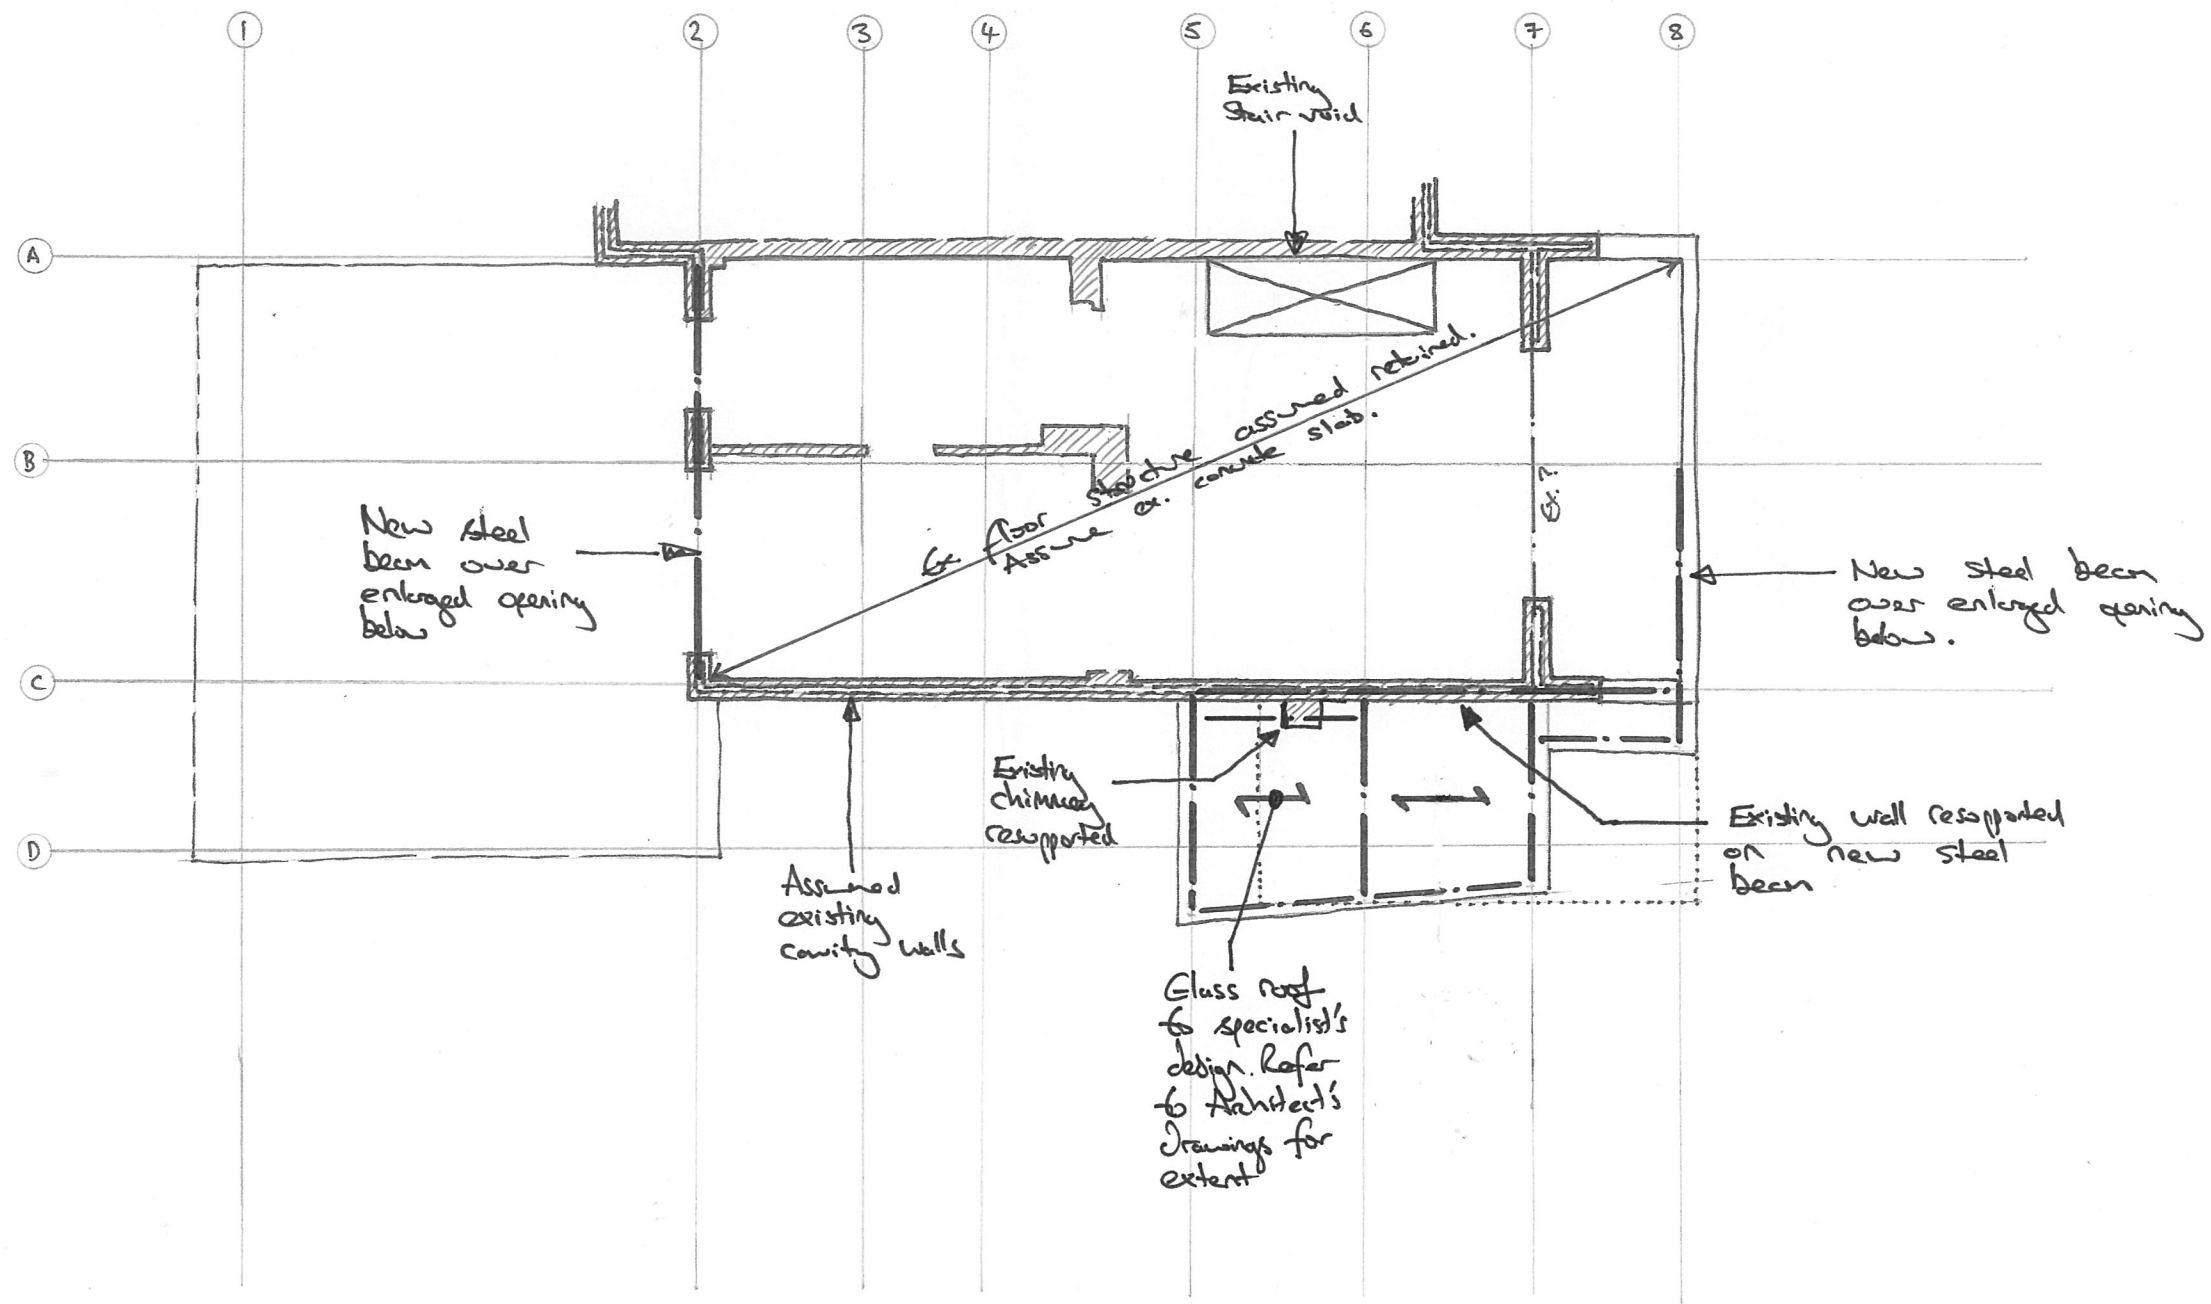 1 2 3 4 5 6 7 8
Existing
Stair void
A
B
C
D
Ex floor structure assumed retained.
Assume ex. concrete slab.
Ex.?
New steel
beam over
enlarged opening
below
New steel beam
over enlarged opening
below.
Existing
chimney
resupported
Existing wall resupported
on new steel
beam
Assumed
existing
cavity walls
Glass roof
to specialist's
design. Refer
to Architect's
Drawings for
extent